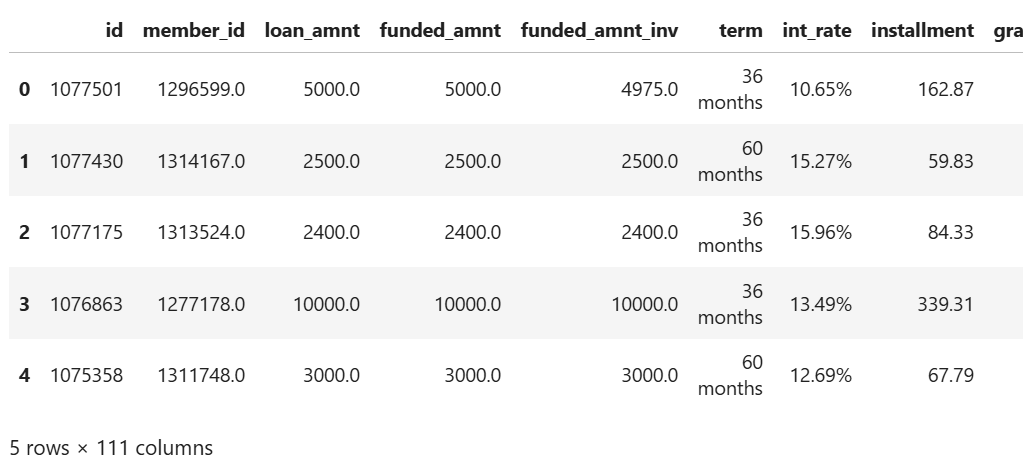 id member_id loan_amnt funded_amnt funded_amnt_inv term int_rate installment gra
0 1077501 1296599.0 5000.0 5000.0 4975.0 36 months 10.65% 162.87
1 1077430 1314167.0 2500.0 2500.0 2500.0 60 months 15.27% 59.83
2 1077175 1313524.0 2400.0 2400.0 2400.0 36 months 15.96% 84.33
3 1076863 1277178.0 10000.0 10000.0 10000.0 36 months 13.49% 339.31
4 1075358 1311748.0 3000.0 3000.0 3000.0 60 months 12.69% 67.79
5 rows × 111 columns